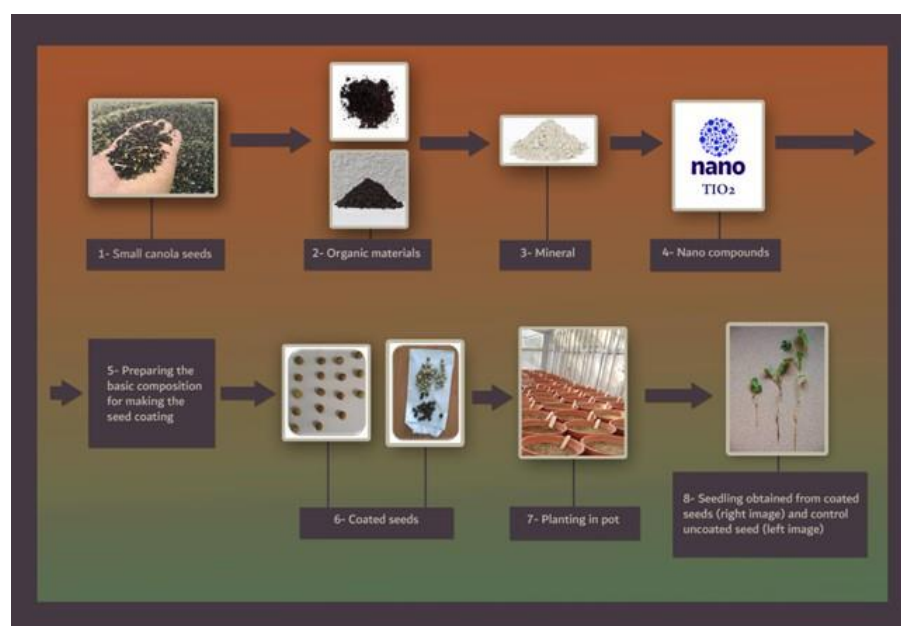 nano
TIO2
1- Small canola seeds
2- Organic materials
3- Mineral
4- Nano compounds
5- Preparing the
basic composition
for making the
seed coating
6- Coated seeds
7- Planting in pot
8- Seedling obtained from coated
seeds (right image) and control
uncoated seed (left image)